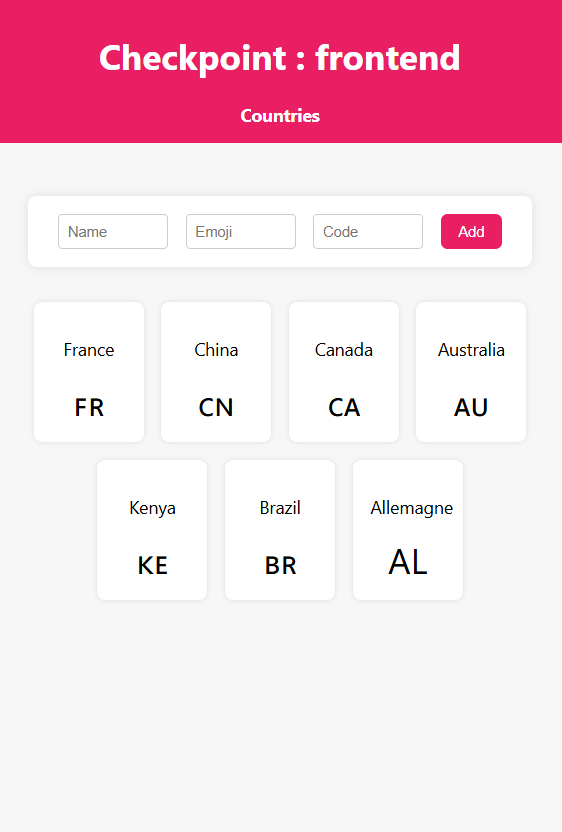 Checkpoint : frontend
Countries
Name Emoji Code Add
France China Canada Australia
FR CN CA AU
Kenya Brazil Allemagne
KE BR AL